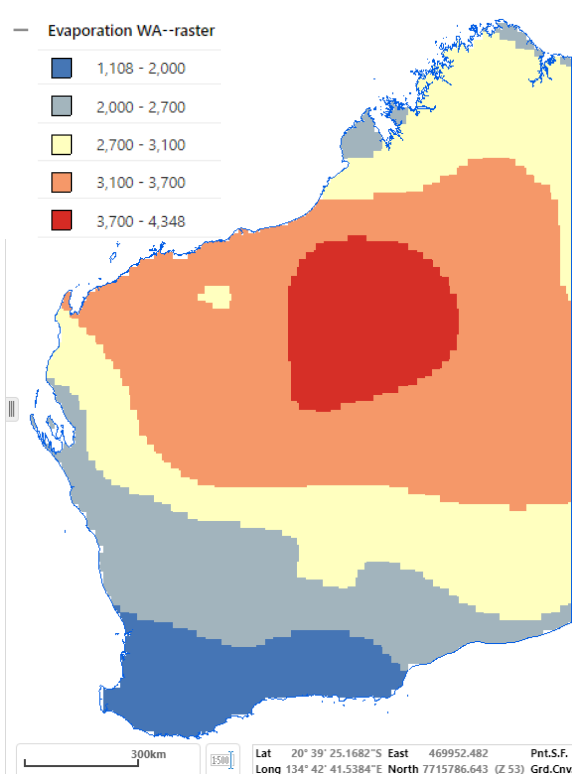 Evaporation WA--raster
1,108 - 2,000
2,000 - 2,700
2,700 - 3,100
3,100 - 3,700
3,700 - 4,348
300km
1500
Lat 20° 39' 25.1682"S East 469952.482 Pnt.S.F.
Long 134° 42' 41.5384"E North 7715786.643 (Z 53) Grd.Cnv